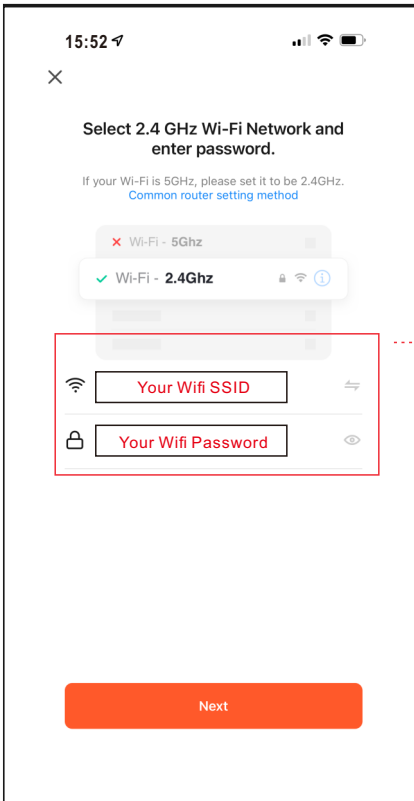 15:52
Select 2.4 GHz Wi-Fi Network and
enter password.
If your Wi-Fi is 5GHz, please set it to be 2.4GHz.
Common router setting method
Wi-Fi - 5Ghz
Wi-Fi - 2.4Ghz
Your Wifi SSID
Your Wifi Password
Next